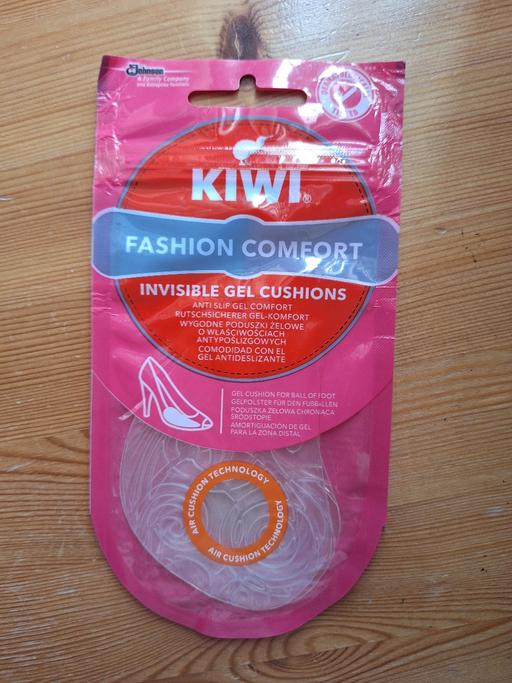 Johnson
A Family Company
KIWI®
FASHION COMFORT
INVISIBLE GEL CUSHIONS
ANTI SLIP GEL COMFORT
RUTSCHSICHERER GEL-KOMFORT
WYGODNE PODUSZKI ŻELOWE
O WŁAŚCIWOŚCIACH
ANTYPOŚLIZGOWYCH
COMODIDAD CON EL
GEL ANTIDESLIZANTE
GEL CUSHION FOR BALL OF FOOT
GELPOLSTER FÜR DEN FUßBALLEN
PODUSZKA ŻELOWA CHRONIĄCA
ŚRÓDSTOPIE
AMORTIGUACIÓN DE GEL
PARA LA ZONA DISTAL
AIR CUSHION TECHNOLOGY
AIR CUSHION TECHNOLOGY